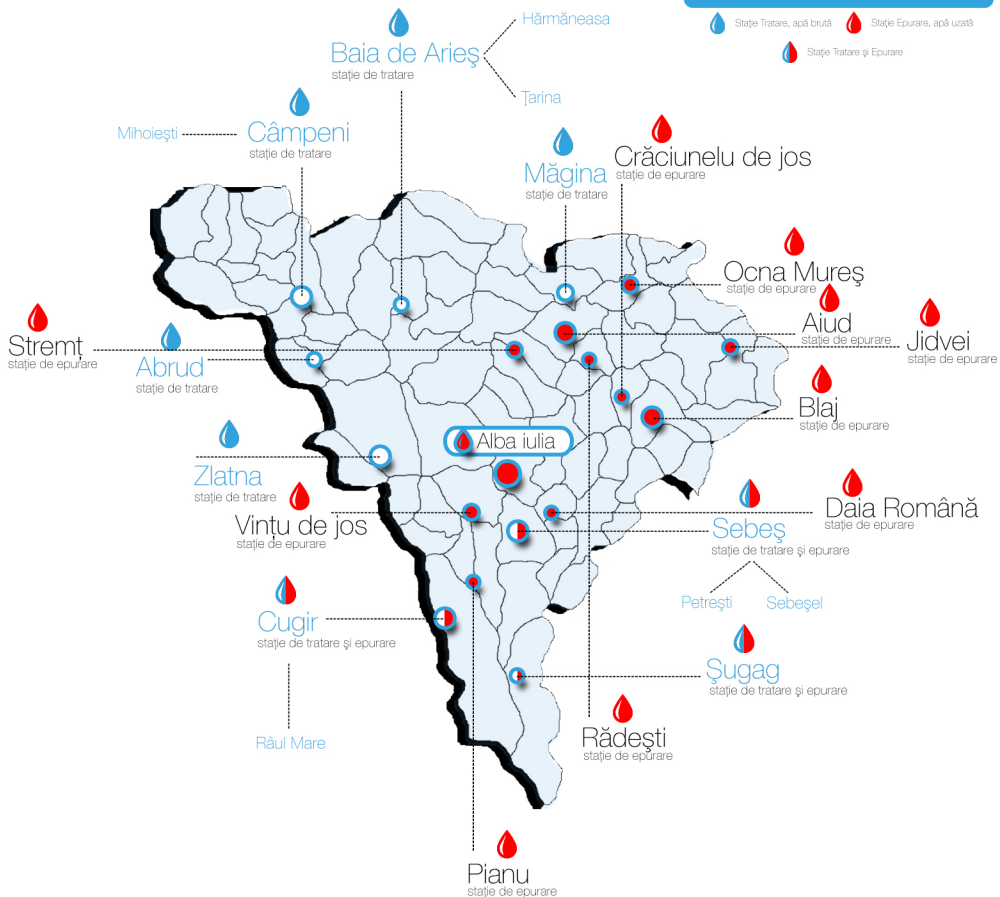 Stație Tratare, apă brută
Stație Epurare, apă uzată
Stație Tratare și Epurare
Hărmăneasa
Baia de Arieș
stație de tratare
Țarina
Mihoiești
Câmpeni
stație de tratare
Măgina
stație de tratare
Crăciunelu de jos
stație de epurare
Ocna Mureș
stație de epurare
Aiud
stație de epurare
Jidvei
stație de epurare
Stremț
stație de epurare
Abrud
stație de tratare
Blaj
stație de epurare
Alba iulia
Zlatna
stație de tratare
Vințu de jos
stație de epurare
Daia Română
stație de epurare
Sebeș
stație de tratare și epurare
Petrești
Sebeșel
Cugir
stație de tratare și epurare
Râul Mare
Șugag
stație de tratare și epurare
Rădești
stație de epurare
Pianu
stație de epurare